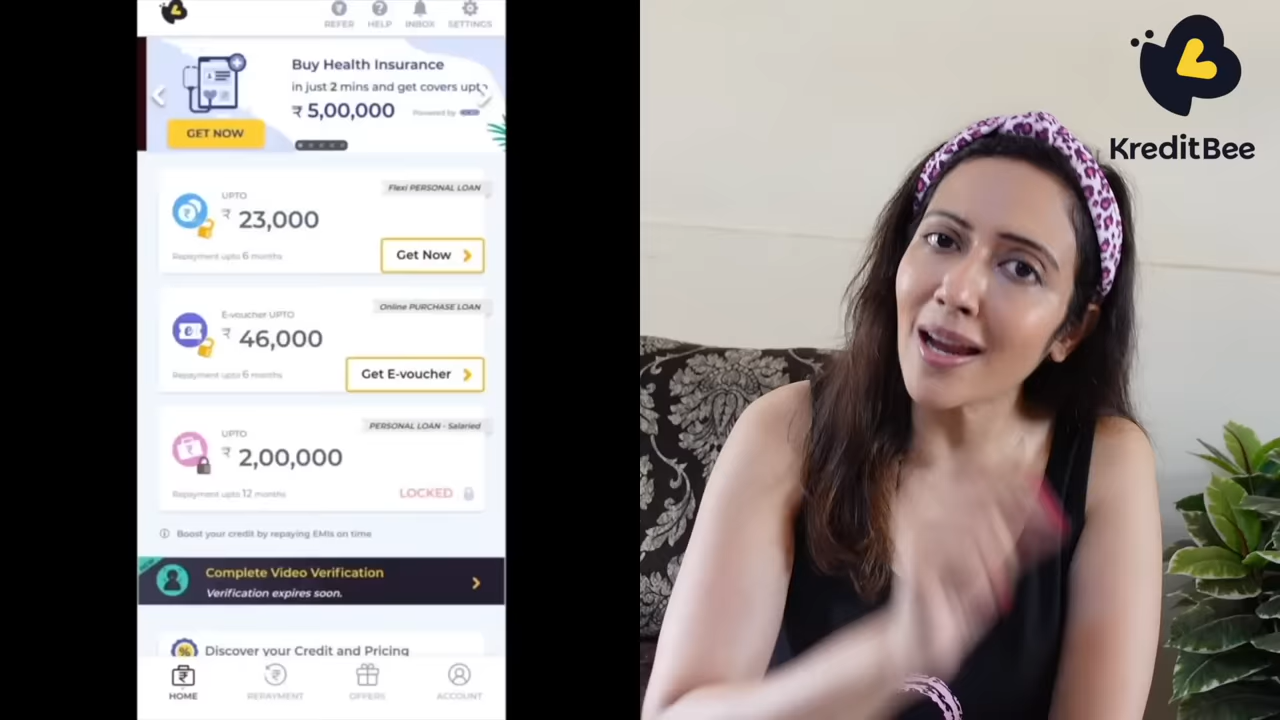 REFER HELP INBOX SETTINGS
Buy Health Insurance
in just 2 mins and get covers upto
₹ 5,00,000 Powered by
GET NOW
Flexi PERSONAL LOAN
UPTO
₹ 23,000
Repayment upto 6 months
Get Now
Online PURCHASE LOAN
E-voucher UPTO
₹ 46,000
Repayment upto 6 months
Get E-voucher
PERSONAL LOAN - Salaried
UPTO
₹ 2,00,000
Repayment upto 12 months
LOCKED
Boost your credit by repaying EMIs on time
NEW
Complete Video Verification
Verification expires soon.
Discover your Credit and Pricing
HOME REPAYMENT OFFERS ACCOUNT
KreditBee